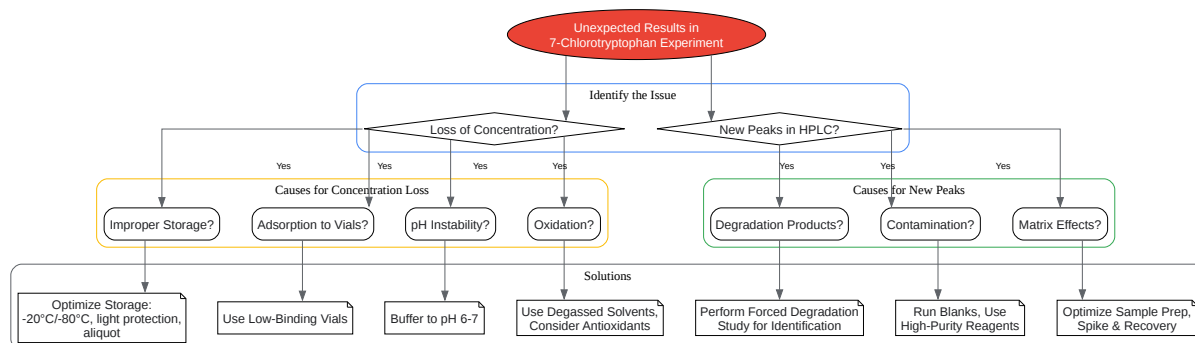 Unexpected Results in
7-Chlorotryptophan Experiment
Identify the Issue
Loss of Concentration?
New Peaks in HPLC?
Yes
Yes
Yes
Yes
Yes
Yes
Yes
Causes for Concentration Loss
Causes for New Peaks
Improper Storage?
Adsorption to Vials?
pH Instability?
Oxidation?
Degradation Products?
Contamination?
Matrix Effects?
Solutions
Optimize Storage:
-20°C/-80°C, light protection,
aliquot
Use Low-Binding Vials
Buffer to pH 6-7
Use Degassed Solvents,
Consider Antioxidants
Perform Forced Degradation
Study for Identification
Run Blanks, Use
High-Purity Reagents
Optimize Sample Prep,
Spike & Recovery